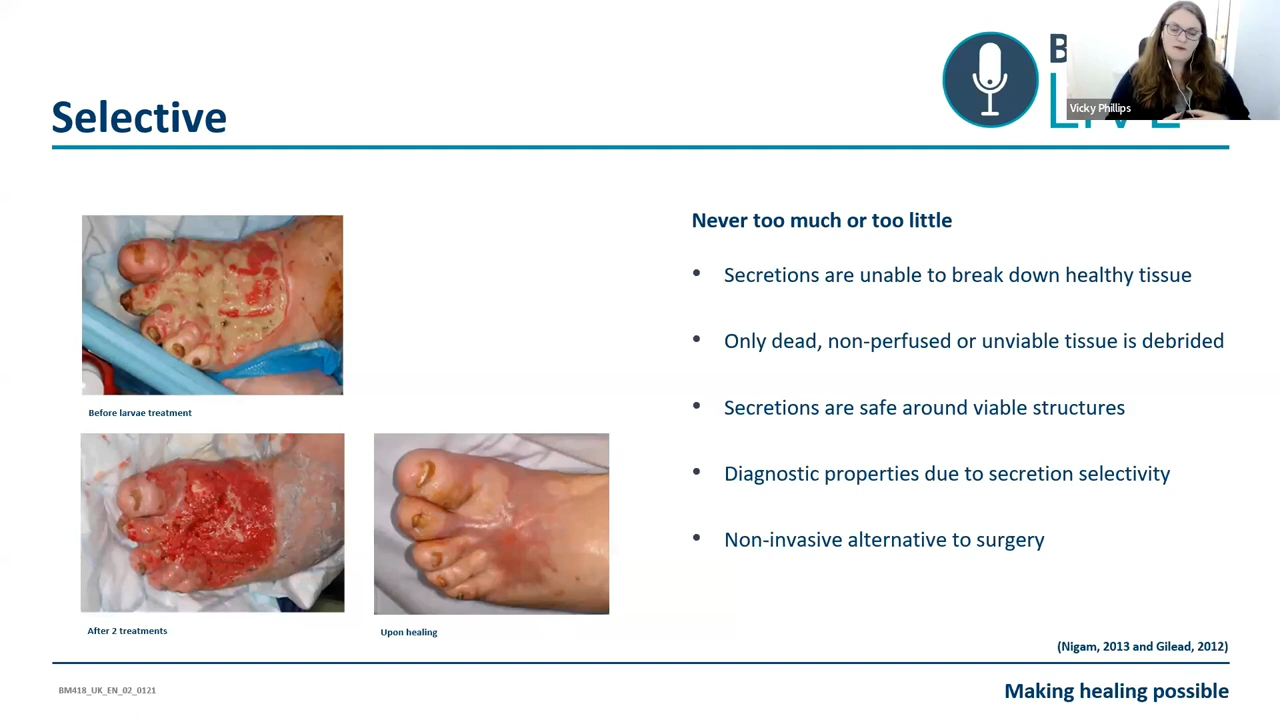 Selective
B
LIVE
Vicky Phillips
Never too much or too little
• Secretions are unable to break down healthy tissue
• Only dead, non-perfused or unviable tissue is debrided
• Secretions are safe around viable structures
• Diagnostic properties due to secretion selectivity
• Non-invasive alternative to surgery
Before larvae treatment
After 2 treatments
Upon healing
(Nigam, 2013 and Gilead, 2012)
BM418_UK_EN_02_0121
Making healing possible